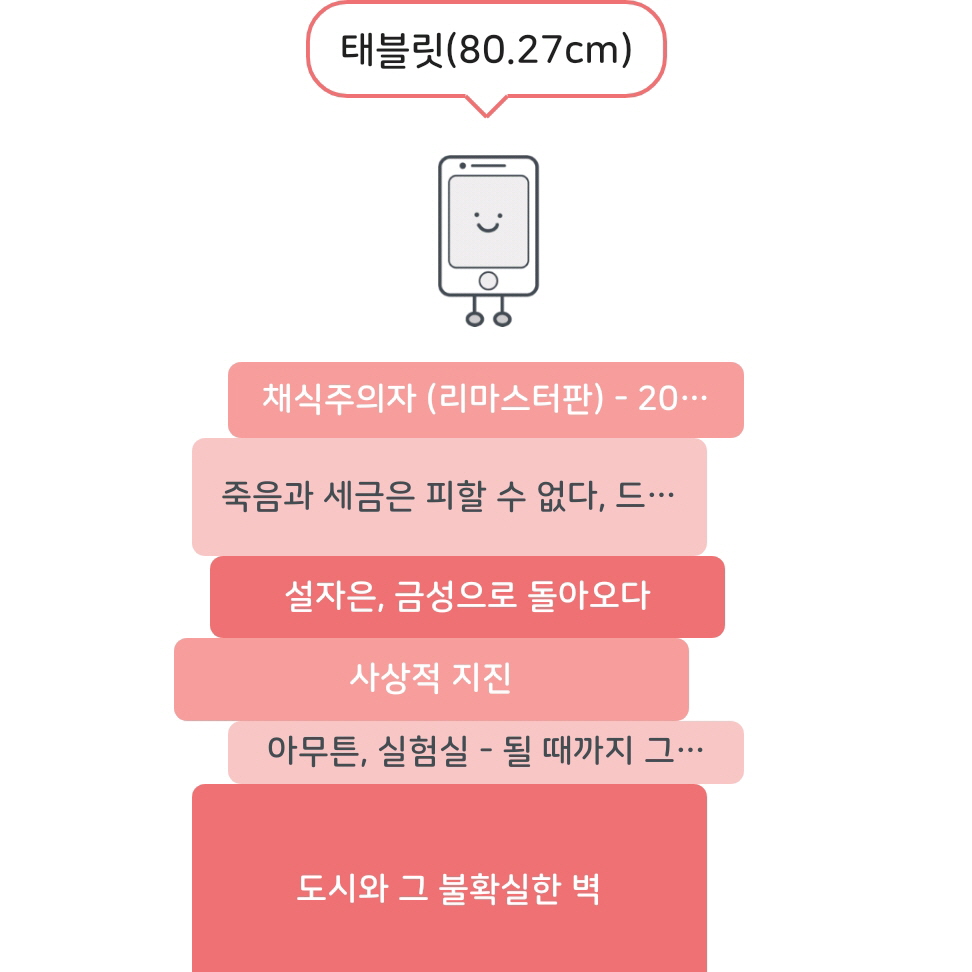 태블릿(80.27cm)
채식주의자 (리마스터판) - 20…
죽음과 세금은 피할 수 없다, 드…
설자은, 금성으로 돌아오다
사상적 지진
아무튼, 실험실 - 될 때까지 그…
도시와 그 불확실한 벽